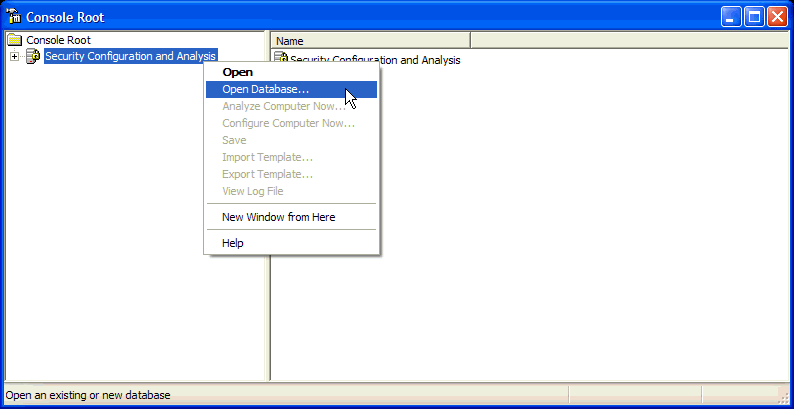 Console Root
Console Root
Security Configuration and Analysis
Name
Security Configuration and Analysis
Open
Open Database...
Analyze Computer Now...
Configure Computer Now...
Save
Import Template...
Export Template...
View Log File
New Window from Here
Help
Open an existing or new database